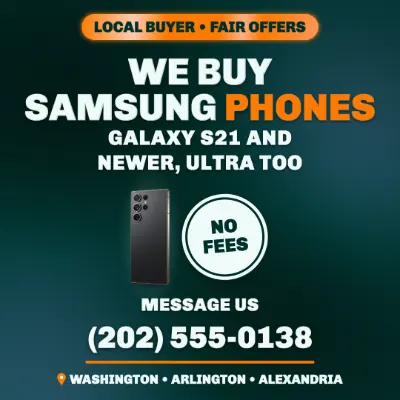 LOCAL BUYER • FAIR OFFERS
WE BUY
SAMSUNG PHONES
GALAXY S21 AND
NEWER, ULTRA TOO
NO
FEES
MESSAGE US
(202) 555-0138
WASHINGTON • ARLINGTON • ALEXANDRIA